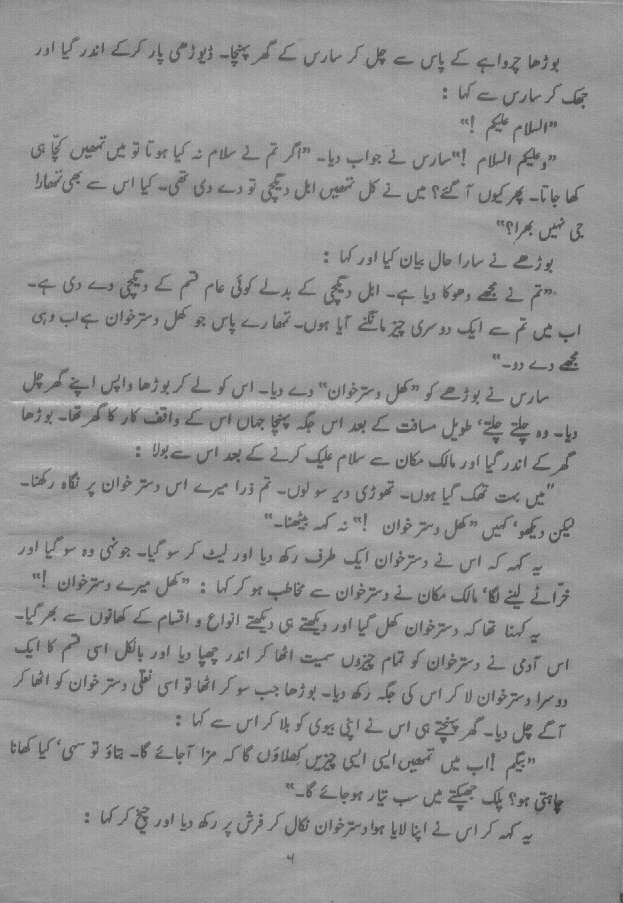 بوڑھا چرواہے کے پاس سے چل کر سارس کے گھر پہنچا۔ ڈیوڑھی پار کرکے اندر گیا اور
جھک کر سارس سے کہا :
”السلام علیکم !“
”وعلیکم السلام !“ سارس نے جواب دیا۔ ”اگر تم نے سلام نہ کیا ہوتا تو میں تمھیں کچّا ہی
کھا جاتا۔ پھر کیوں آ گئے؟ میں نے کل تمھیں ابل دیگچی تو دے دی تھی۔ کیا اس سے بھی تمھارا
جی نہیں بھرا؟“
بوڑھے نے سارا حال بیان کیا اور کہا :
”تم نے مجھے دھوکا دیا ہے۔ ابل دیگچی کے بدلے کوئی عام قسم کے دیگچی دے دی ہے۔
اب میں تم سے ایک دوسری چیز مانگنے آیا ہوں۔ تمھارے پاس جو کھل دسترخوان ہے اب وہی
مجھے دے دو۔“
سارس نے بوڑھے کو ”کھل دسترخوان“ دے دیا۔ اس کو لے کر بوڑھا واپس اپنے گھر چل
دیا۔ وہ چلتے چلتے، طویل مسافت کے بعد اس جگہ پہنچا جہاں اس کے واقف کار کا گھر تھا۔ بوڑھا
گھر کے اندر گیا اور مالک مکان سے سلام علیک کرنے کے بعد اس سے بولا :
”میں بہت تھک گیا ہوں۔ تھوڑی دیر سو لوں۔ تم ذرا میرے اس دسترخوان پر نگاہ رکھنا۔
لیکن دیکھو، کہیں ”کھل دسترخوان !“ نہ کہہ بیٹھنا۔“
یہ کہہ کہ اس نے دسترخوان ایک طرف رکھ دیا اور لیٹ کر سو گیا۔ جونہی وہ سو گیا اور
خرّاٹے لینے لگا، مالک مکان نے دسترخوان سے مخاطب ہو کر کہا : ”کھل میرے دسترخوان !“
یہ کہنا تھا کہ دسترخوان کھل گیا اور دیکھتے ہی دیکھتے انواع و اقسام کے کھانوں سے بھر گیا۔
اس آدمی نے دسترخوان کو تمام چیزوں سمیت اٹھا کر اندر چھپا دیا اور بالکل اسی قسم کا ایک
دوسرا دسترخوان لا کر اس کی جگہ رکھ دیا۔ بوڑھا جب سو کر اٹھا تو اسی نقلی دسترخوان کو اٹھا کر
آگے چل دیا۔ گھر پہنچتے ہی اس نے اپنی بیوی کو بلا کر اس سے کہا :
”بیگم !اب میں تمھیں ایسی ایسی چیزیں کھلاؤں گا کہ مزا آجائے گا۔ بتاؤ تو سہی، کیا کھانا
چاہتی ہو؟ پلک جھپکتے میں سب تیار ہوجائے گا۔“
یہ کہہ کر اس نے اپنا لایا ہوا دسترخوان نکال کر فرش پر رکھ دیا اور چیخ کر کہا :
۶